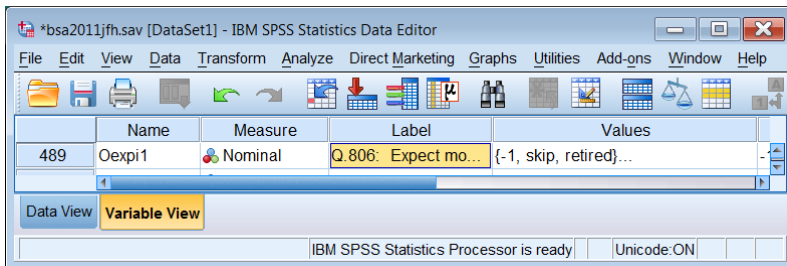 *bsa2011jfh.sav [DataSet1] - IBM SPSS Statistics Data Editor
File Edit View Data Transform Analyze Direct Marketing Graphs Utilities Add-ons Window Help
Name Measure Label Values
489 Oexpi1 Nominal Q.806: Expect mo... {-1, skip, retired}...
Data View Variable View
IBM SPSS Statistics Processor is ready Unicode:ON